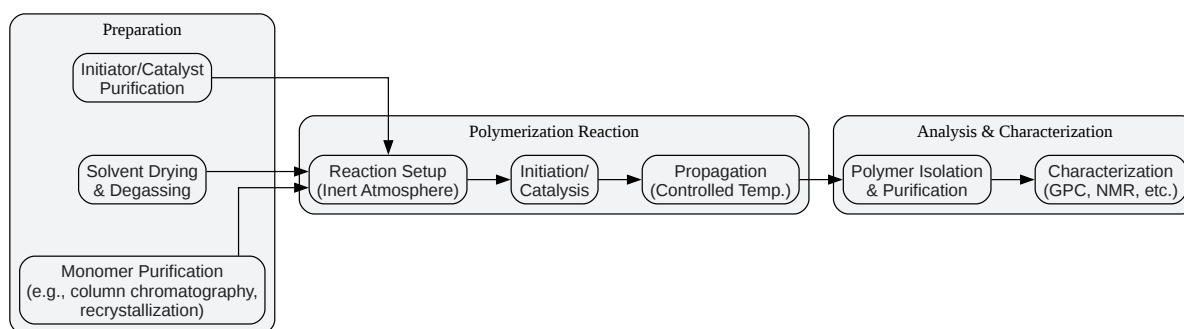 Preparation
Initiator/Catalyst
Purification
Solvent Drying
& Degassing
Monomer Purification
(e.g., column chromatography,
recrystallization)
Polymerization Reaction
Reaction Setup
(Inert Atmosphere)
Initiation/
Catalysis
Propagation
(Controlled Temp.)
Analysis & Characterization
Polymer Isolation
& Purification
Characterization
(GPC, NMR, etc.)